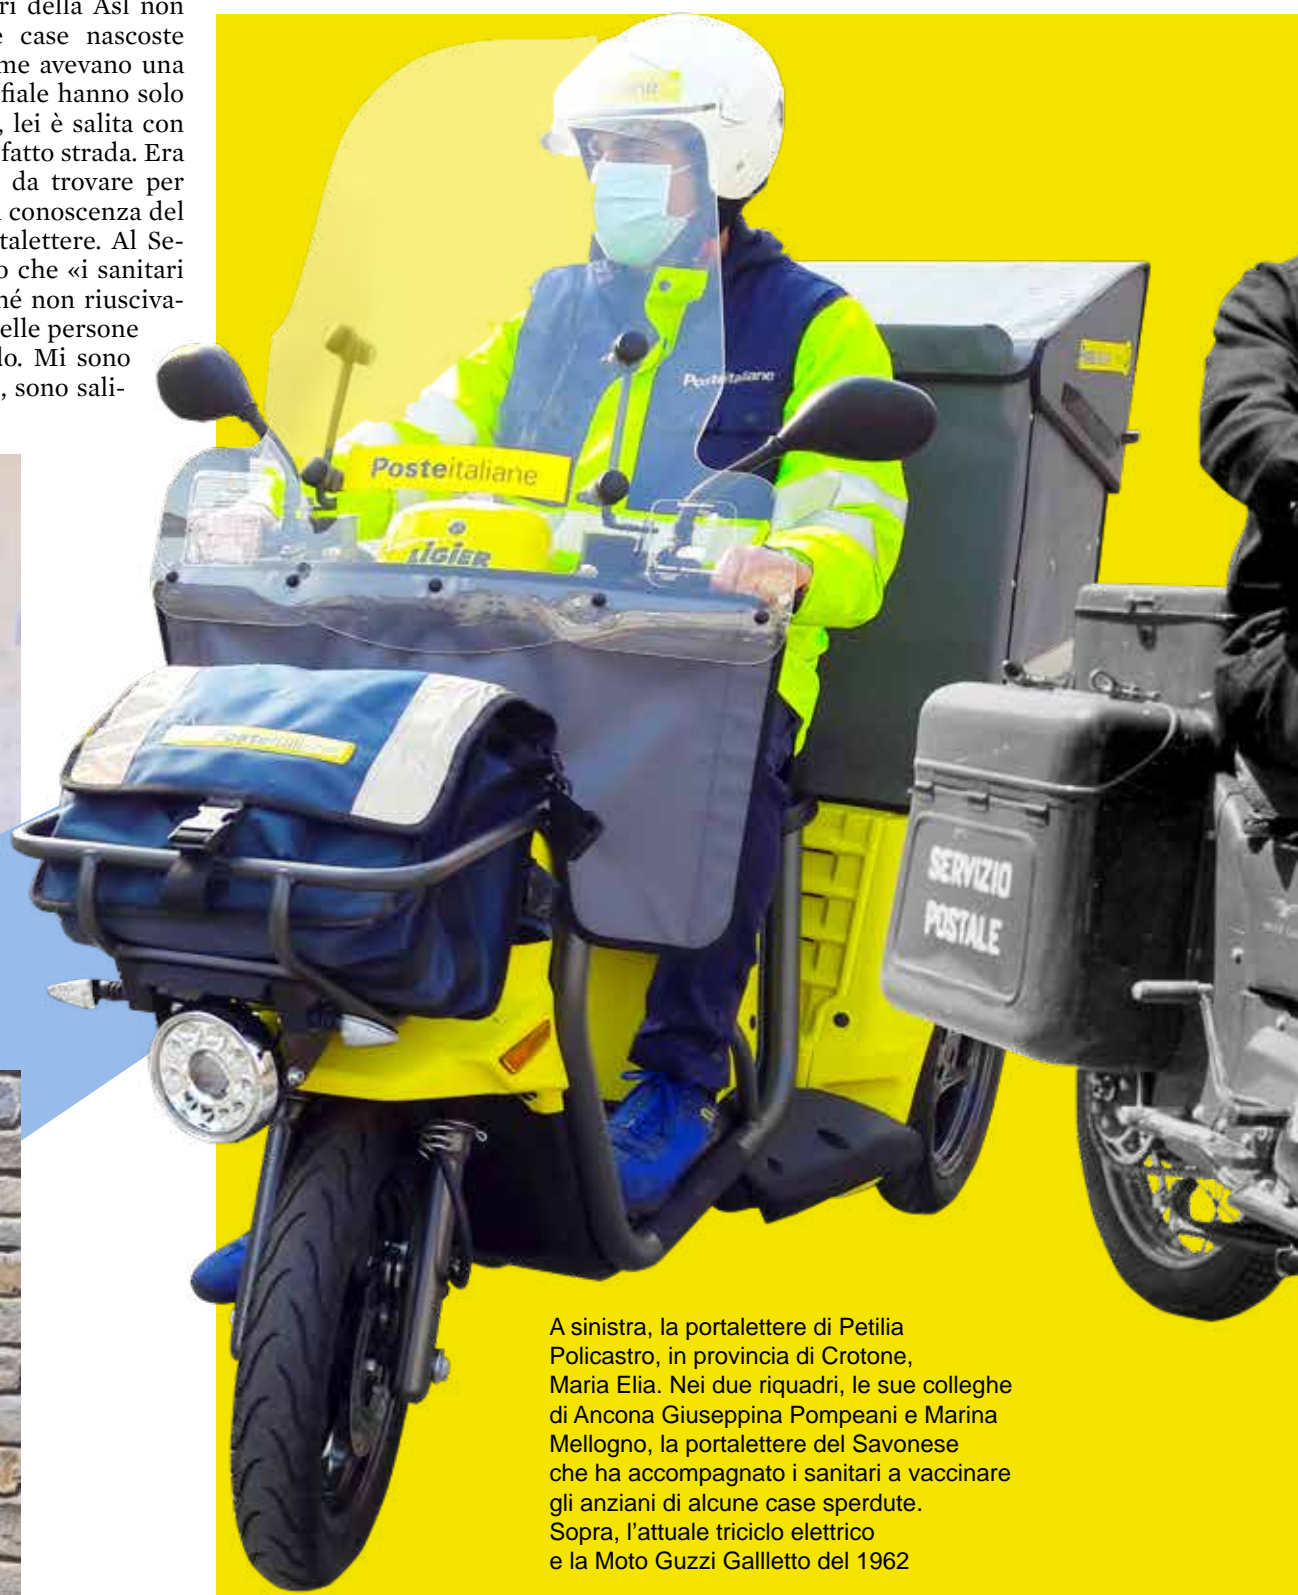 ri della Asl non
e case nascoste
me avevano una
fiale hanno solo
, lei è salita con
fatto strada. Era
da trovare per
conoscenza del
talettere. Al Se-
o che «i sanitari
né non riusciva-
elle persone
lo. Mi sono
, sono sali-
Posteitaliane
Posteitaliane
LIGIER
Posteitaliane
SERVIZIO
POSTALE
A sinistra, la portalettere di Petilia
Policastro, in provincia di Crotone,
Maria Elia. Nei due riquadri, le sue colleghe
di Ancona Giuseppina Pompeani e Marina
Mellogno, la portalettere del Savonese
che ha accompagnato i sanitari a vaccinare
gli anziani di alcune case sperdute.
Sopra, l'attuale triciclo elettrico
e la Moto Guzzi Gallletto del 1962